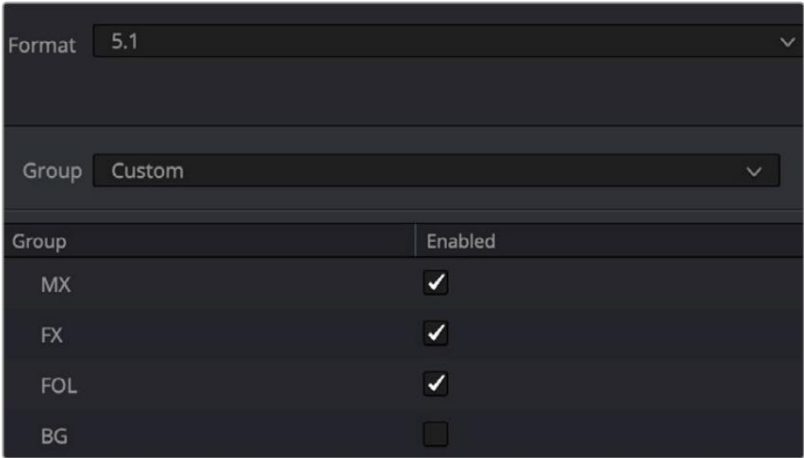 Format 5.1
Group Custom
Group Enabled
MX
FX
FOL
BG